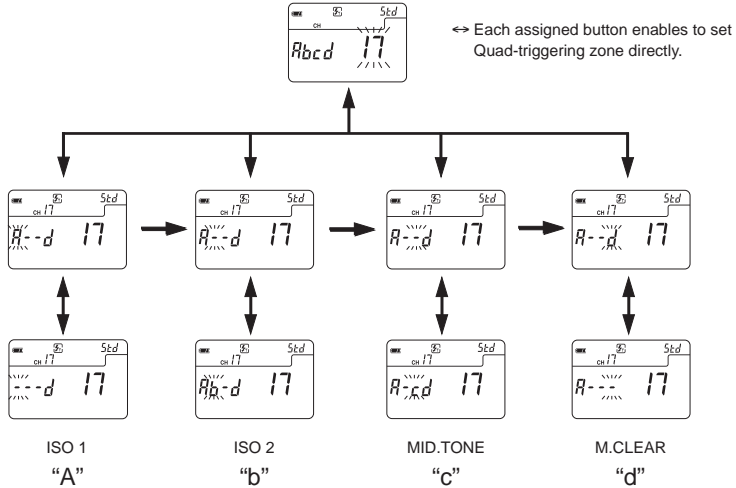 Std
CH
Abcd 17
↔ Each assigned button enables to set
Quad-triggering zone directly.
Std Std Std Std
CH 17 CH 17 CH 17 CH 17
A--d 17 A--d 17 A--d 17 A--d 17
Std Std Std Std
CH 17 CH 17 CH 17 CH 17
---d 17 Ab-d 17 A-cd 17 A--- 17
ISO 1 ISO 2 MID.TONE M.CLEAR
“A” “b” “c” “d”